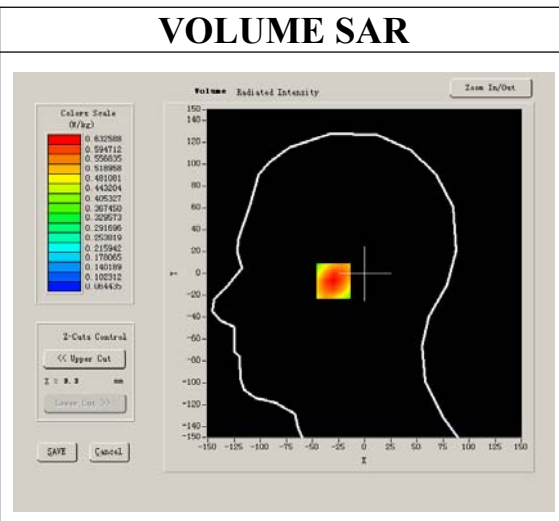 VOLUME SAR
Volume Radiated Intensity
Zoom In/Out
Colors Scale
(W/kg)
0.632588
0.594712
0.556835
0.518958
0.481081
0.443204
0.405327
0.367450
0.329573
0.291696
0.253819
0.215942
0.178065
0.140189
0.102312
0.064435
Z-Cuts Control
<< Upper Cut
mm
Lower Cut >>
SAVE
Cancel
150
140
120
100
80
60
40
20
0
-20
-40
-60
-80
-100
-120
-140
-150
Y
-150 -125 -100 -75 -50 -25 0 25 50 75 100 125 150
X